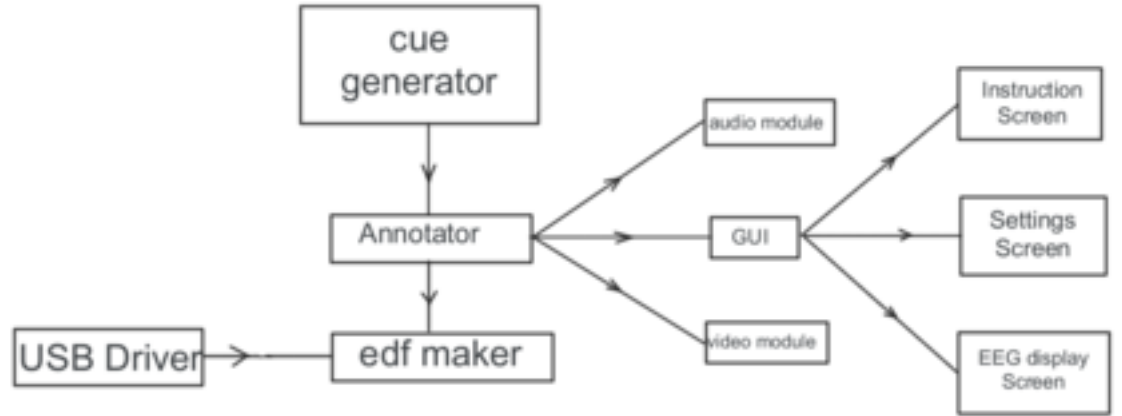 cue
generator
Instruction
Screen
audio module
Annotator
GUI
Settings
Screen
USB Driver
edf maker
video module
EEG display
Screen